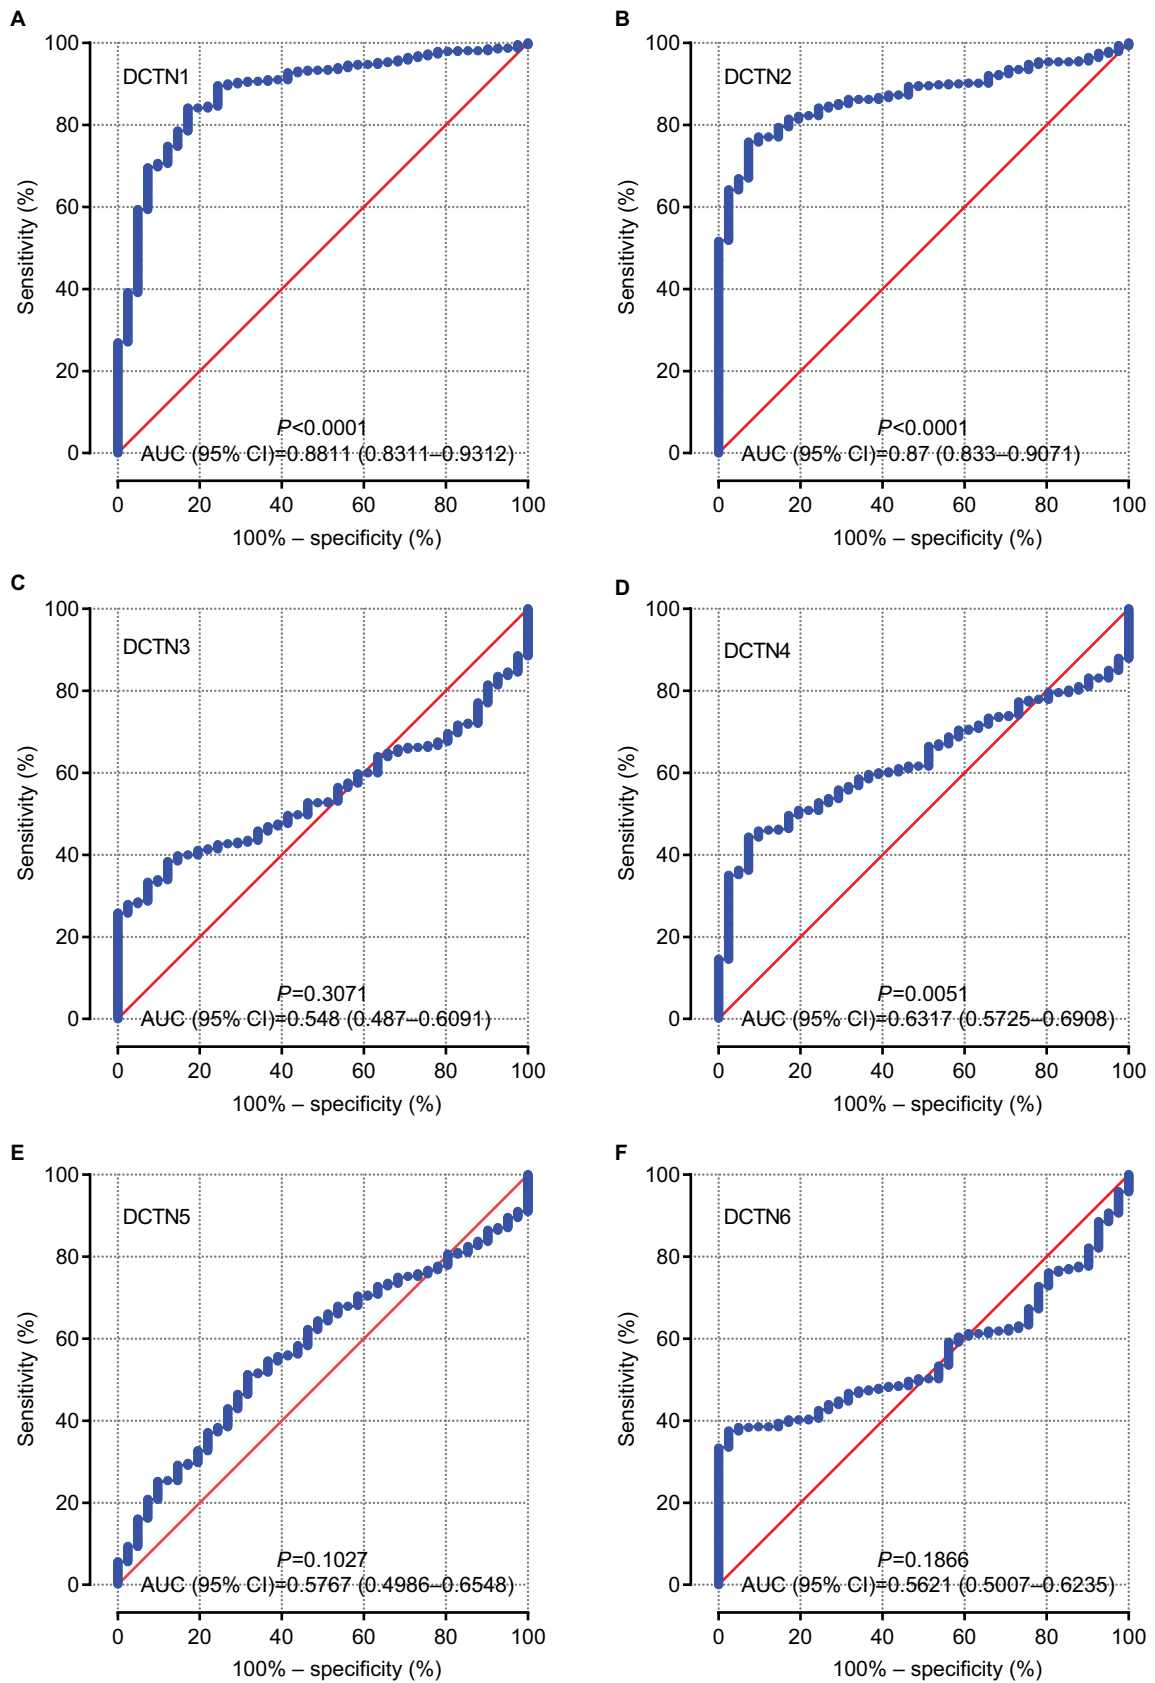 A
DCTN1
100
80
60
40
20
0
Sensitivity (%)
P<0.0001
AUC (95% CI)=0.8811 (0.8311–0.9312)
0 20 40 60 80 100
100% – specificity (%)
B
DCTN2
100
80
60
40
20
0
Sensitivity (%)
P<0.0001
AUC (95% CI)=0.87 (0.833–0.9071)
0 20 40 60 80 100
100% – specificity (%)
C
DCTN3
100
80
60
40
20
0
Sensitivity (%)
P=0.3071
AUC (95% CI)=0.548 (0.487–0.6091)
0 20 40 60 80 100
100% – specificity (%)
D
DCTN4
100
80
60
40
20
0
Sensitivity (%)
P=0.0051
AUC (95% CI)=0.6317 (0.5725–0.6908)
0 20 40 60 80 100
100% – specificity (%)
E
DCTN5
100
80
60
40
20
0
Sensitivity (%)
P=0.1027
AUC (95% CI)=0.5767 (0.4986–0.6548)
0 20 40 60 80 100
100% – specificity (%)
F
DCTN6
100
80
60
40
20
0
Sensitivity (%)
P=0.1866
AUC (95% CI)=0.5621 (0.5007–0.6235)
0 20 40 60 80 100
100% – specificity (%)